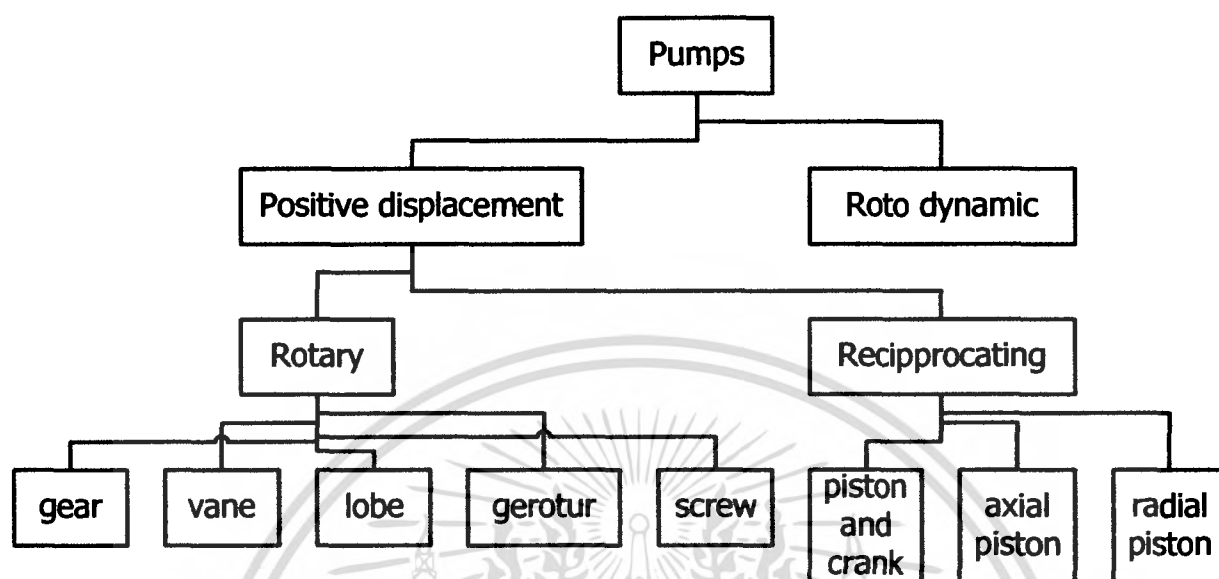 Pumps
Positive displacement
Roto dynamic
Rotary
Recipprocating
gear
vane
lobe
gerotur
screw
piston
and
crank
axial
piston
radial
piston